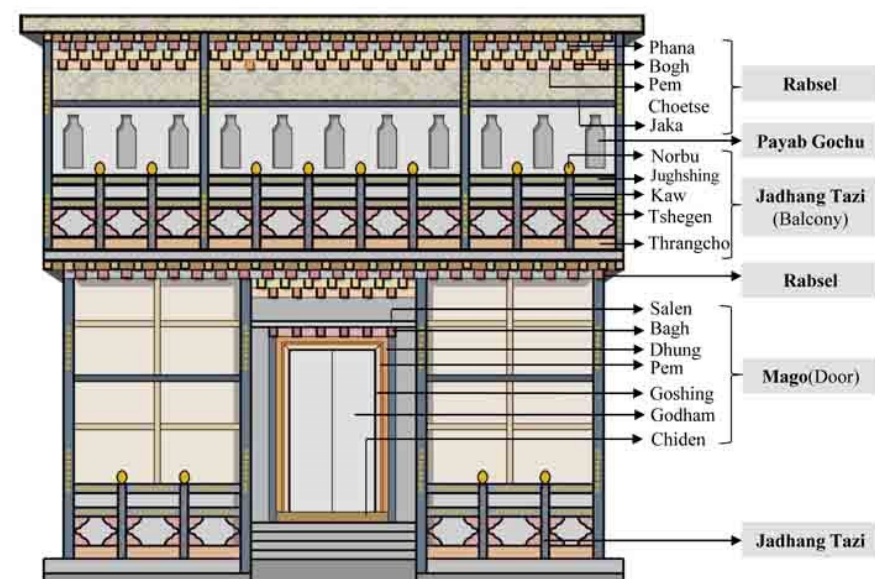 Phana
Bogh
Pem
Choetse
Jaka
Rabsel
Payab Gochu
Norbu
Jughshing
Kaw
Tshegen
Thrangcho
Jadhang Tazi
(Balcony)
Rabsel
Salen
Bagh
Dhung
Pem
Goshing
Godham
Chiden
Mago(Door)
Jadhang Tazi